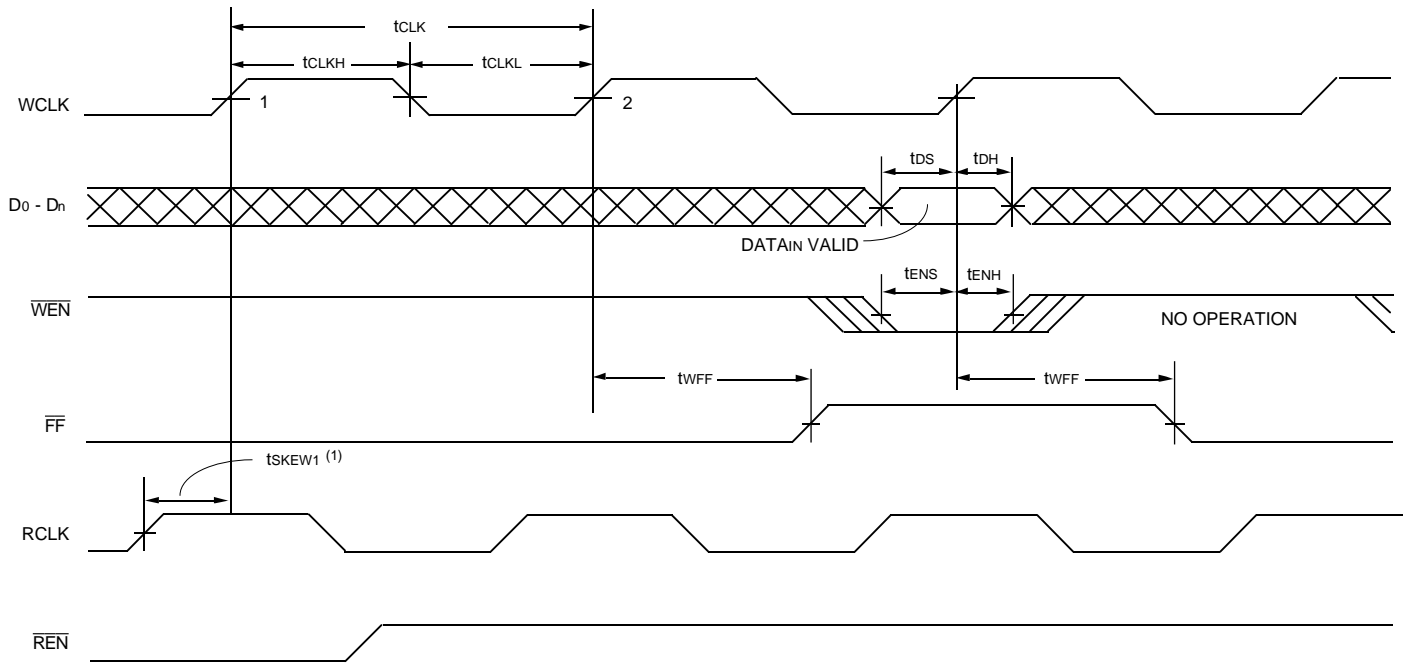 tCLK
tCLKH
tCLKL
WCLK
1
2
tDS
tDH
D0 - Dn
DATAIN VALID
tENS
tENH
WEN
NO OPERATION
tWFF
tWFF
FF
tSKEW1 (1)
RCLK
REN